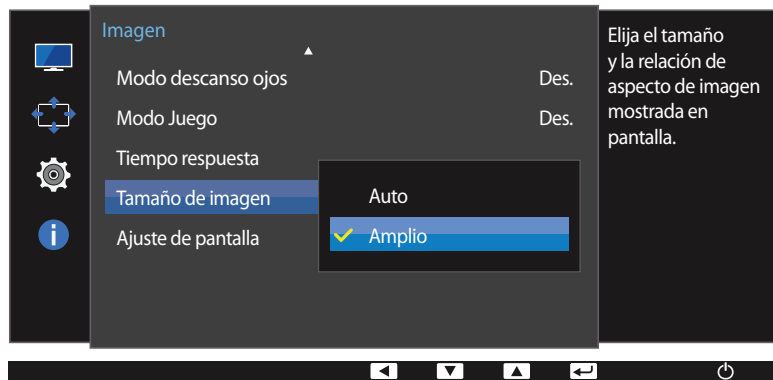 Imagen
Modo descanso ojos Des.
Modo Juego Des.
Tiempo respuesta
Tamaño de imagen
Ajuste de pantalla
Auto
Amplio
Elija el tamaño
y la relación de
aspecto de imagen
mostrada en
pantalla.